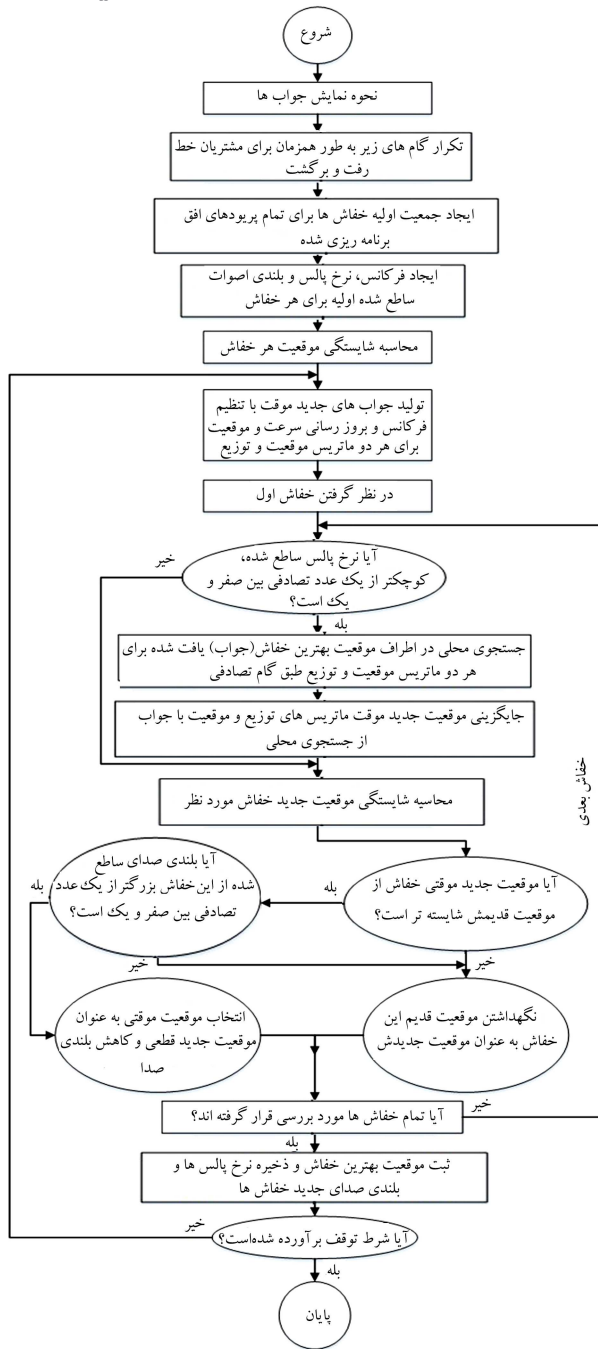 شروع
نحوه نمایش جواب ها
تکرار گام های زیر به طور همزمان برای مشتریان خط
رفت و برگشت
ایجاد جمعیت اولیه خفاش ها برای تمام پریودهای افق
برنامه ریزی شده
ایجاد فرکانس، نرخ پالس و بلندی اصوات
ساطع شده اولیه برای هر خفاش
محاسبه شایستگی موقعیت هر خفاش
تولید جواب های جدید موقت با تنظیم
فرکانس و بروز رسانی سرعت و موقعیت
برای هر دو ماتریس موقعیت و توزیع
در نظر گرفتن خفاش اول
آیا نرخ پالس ساطع شده،
کوچکتر از یک عدد تصادفی بین صفر و
یک است؟
خیر
بله
جستجوی محلی در اطراف موقعیت بهترین خفاش(جواب) یافت شده برای
هر دو ماتریس موقعیت و توزیع طبق گام تصادفی
جایگزینی موقعیت جدید موقت ماتریس های توزیع و موقعیت با جواب
از جستجوی محلی
خفاش بعدی
محاسیه شایستگی موقعیت جدید خفاش مورد نظر
آیا موقعیت جدید موقتی خفاش از
موقعیت قدیمش شایسته تر است؟
بله
آیا بلندی صدای ساطع
شده از این خفاش بزرگتر از یک عدد
تصادفی بین صفر و یک است؟
بله
خیر
خیر
نگهداشتن موقعیت قدیم این
خفاش به عنوان موقعیت جدیدش
انتخاب موقعیت موقتی به عنوان
موقعیت جدید قطعی و کاهش بلندی
صدا
آیا تمام خفاش ها مورد بررسی قرار گرفته اند؟
خیر
بله
ثبت موقعیت بهترین خفاش و ذخیره نرخ پالس ها و
بلندی صدای جدید خفاش ها
آیا شرط توقف برآورده شدهاست؟
خیر
بله
پایان